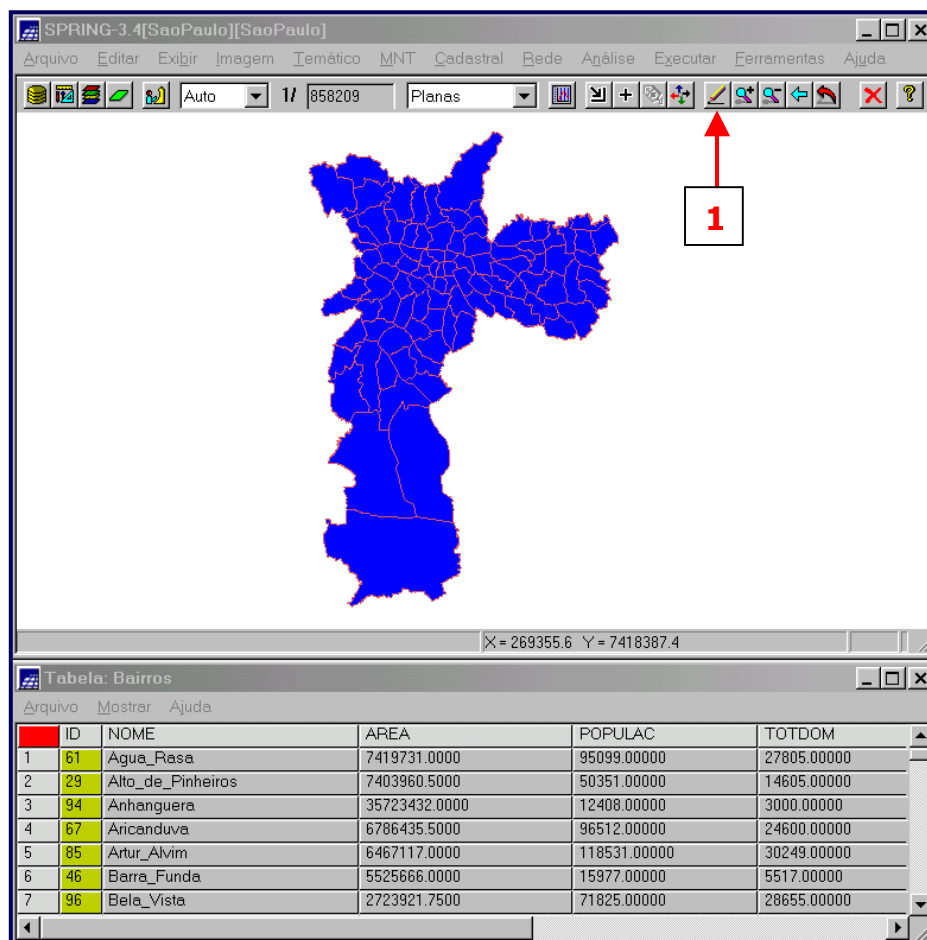 SPRING-3.4[SaoPaulo][SaoPaulo]
Arquivo Editar Exibir Imagem Temático MNT Cadastral Rede Análise Executar Ferramentas Ajuda
Auto 1/ 858209 Planas
1
X = 269355.6 Y = 7418387.4
Tabela: Bairros
Arquivo Mostrar Ajuda
ID NOME AREA POPULAC TOTDOM
1 61 Agua_Rasa 7419731.0000 95099.00000 27805.00000
2 29 Alto_de_Pinheiros 7403960.5000 50351.00000 14605.00000
3 94 Anhanguera 35723432.0000 12408.00000 3000.00000
4 67 Aricanduva 6786435.5000 96512.00000 24600.00000
5 85 Artur_Alvim 6467117.0000 118531.00000 30249.00000
6 46 Barra_Funda 5525666.0000 15977.00000 5517.00000
7 96 Bela_Vista 2723921.7500 71825.00000 28655.00000